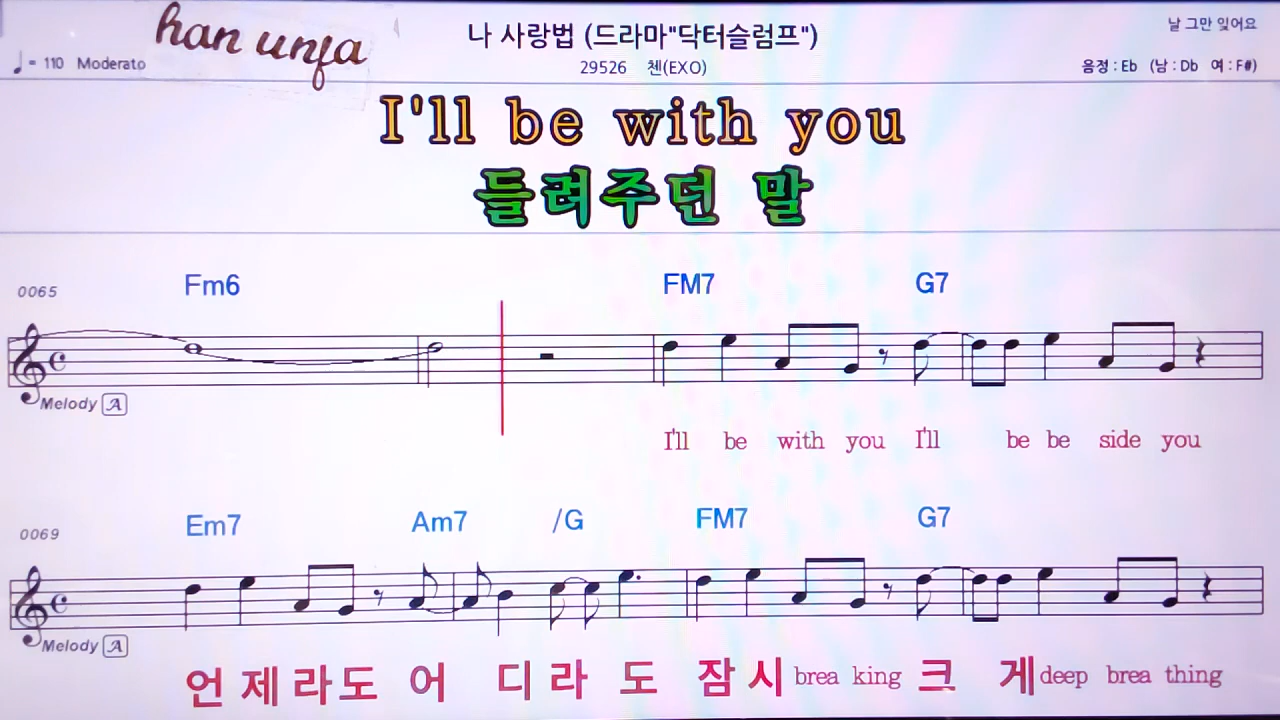 han unfa
나 사랑법 (드라마"닥터슬럼프")
날 그만 잊어요
♩ = 110 Moderato
29526 첸(EXO)
음정 : Eb (남 : Db 여 : F#)
I'll be with you
들려주던 말
0065 Fm6 FM7 G7
Melody A
I'll be with you I'll be be side you
0069 Em7 Am7 /G FM7 G7
Melody A
언 제 라 도 어 디 라 도 잠 시 brea king 크 게 deep brea thing